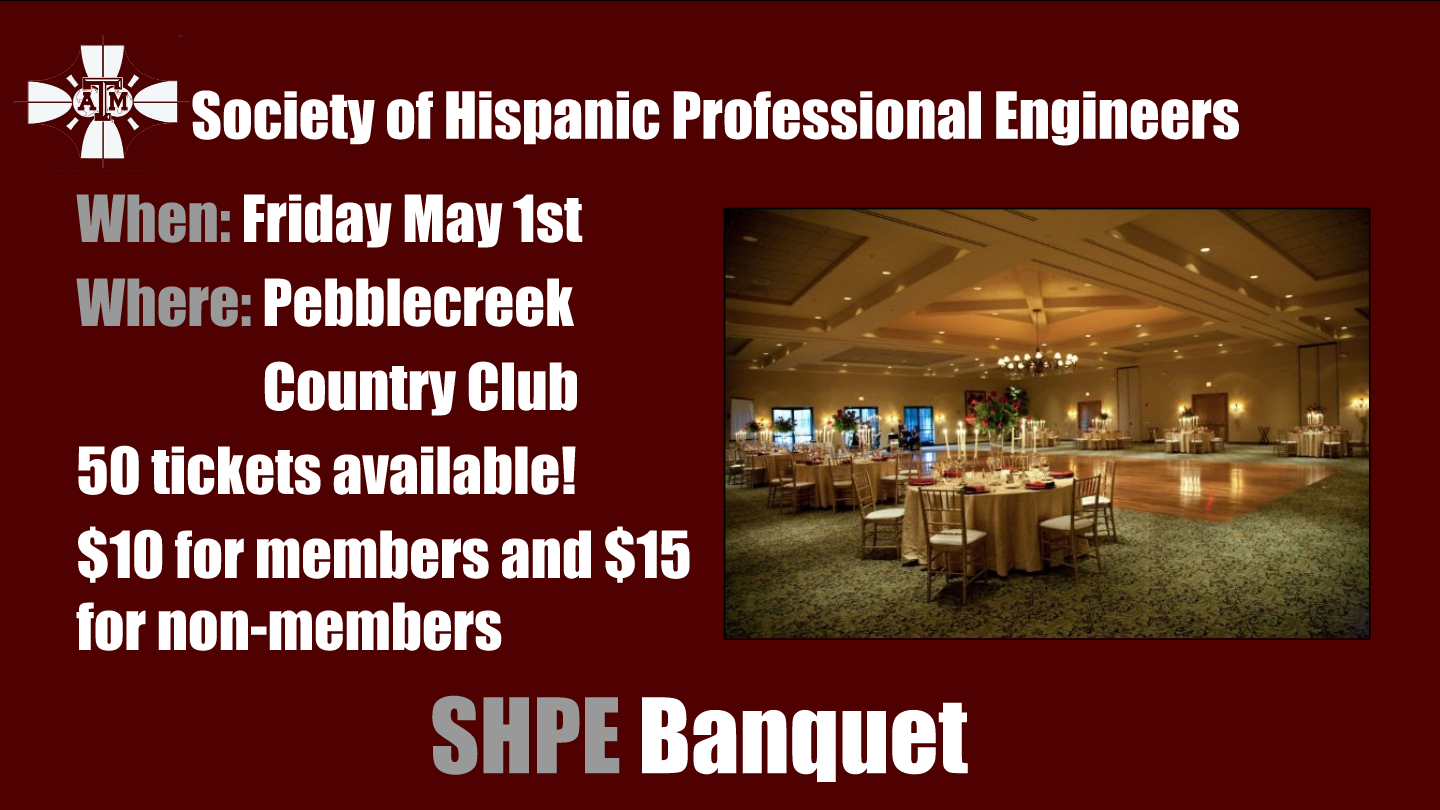 ATM
Society of Hispanic Professional Engineers
When: Friday May 1st
Where: Pebblecreek
Country Club
50 tickets available!
$10 for members and $15
for non-members
SHPE Banquet